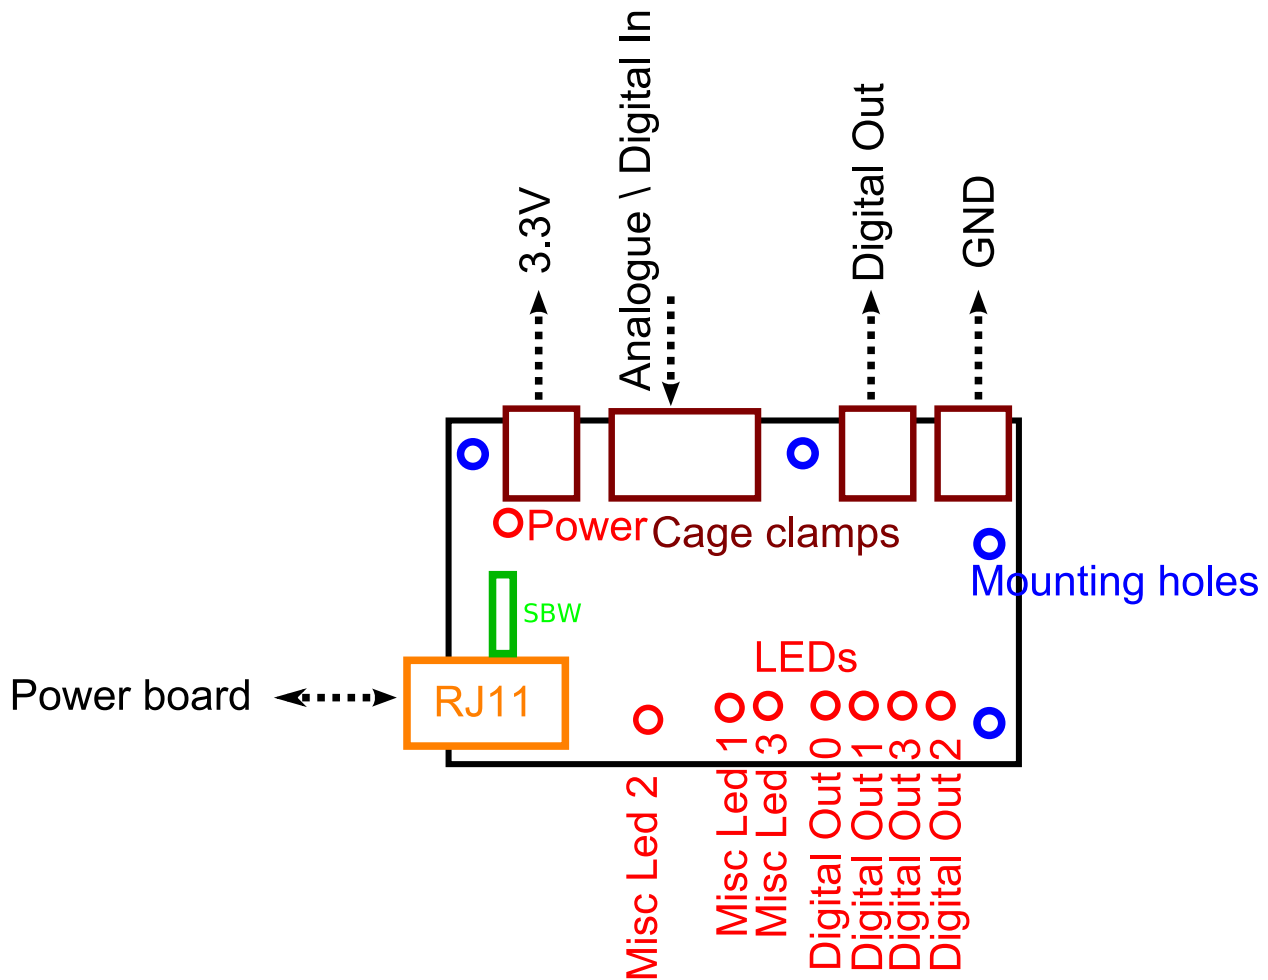 3.3V
Analogue \ Digital In
Digital Out
GND
Power
Cage clamps
Mounting holes
SBW
LEDs
Power board
RJ11
Misc Led 2
Misc Led 1
Misc Led 3
Digital Out 0
Digital Out 1
Digital Out 3
Digital Out 2